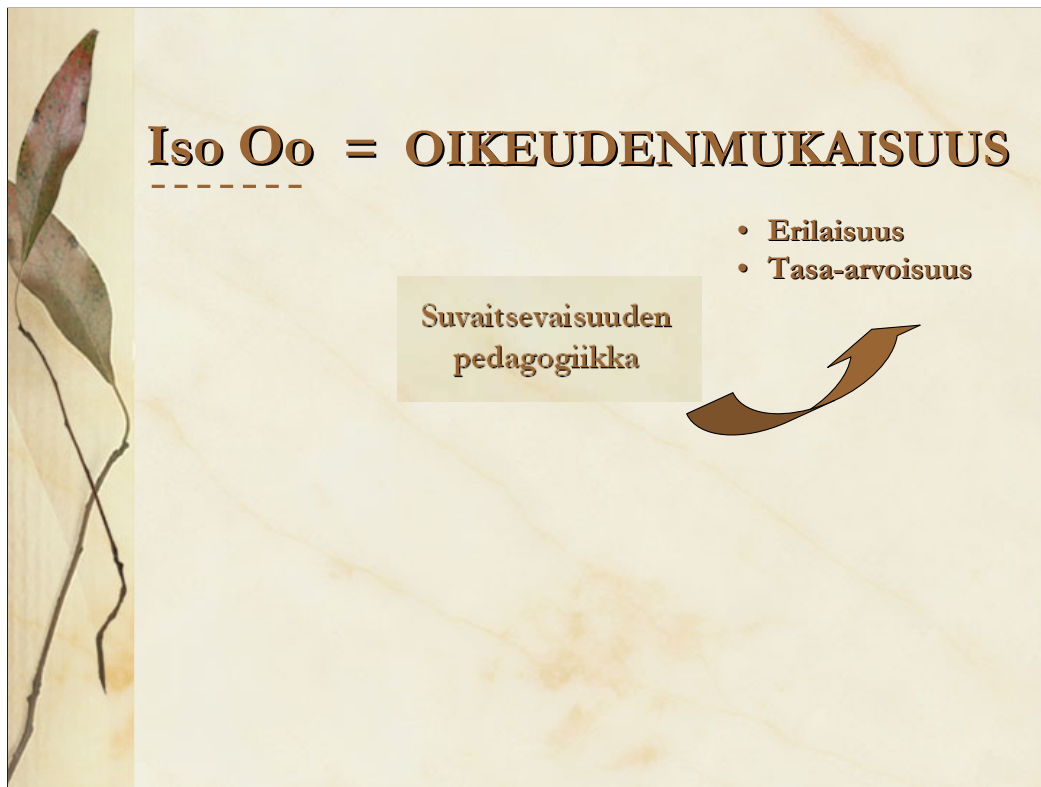 Iso Oo = OIKEUDENMUKAISUUS
-------
• Erilaisuus
• Tasa-arvoisuus
Suvaitsevaisuuden
pedagogiikka